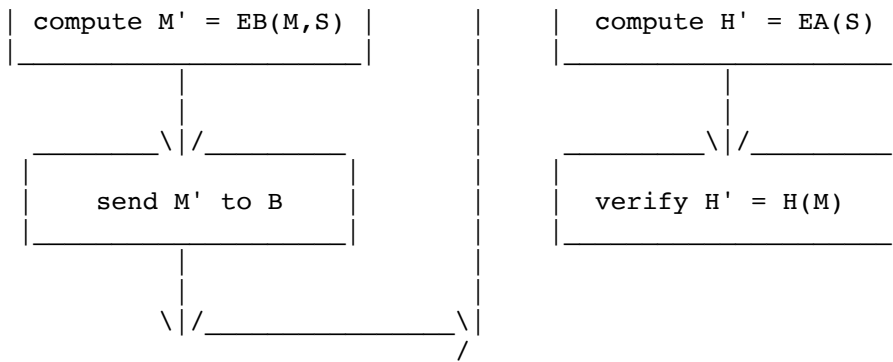 compute M' = EB(M,S)
compute H' = EA(S)
send M' to B
verify H' = H(M)